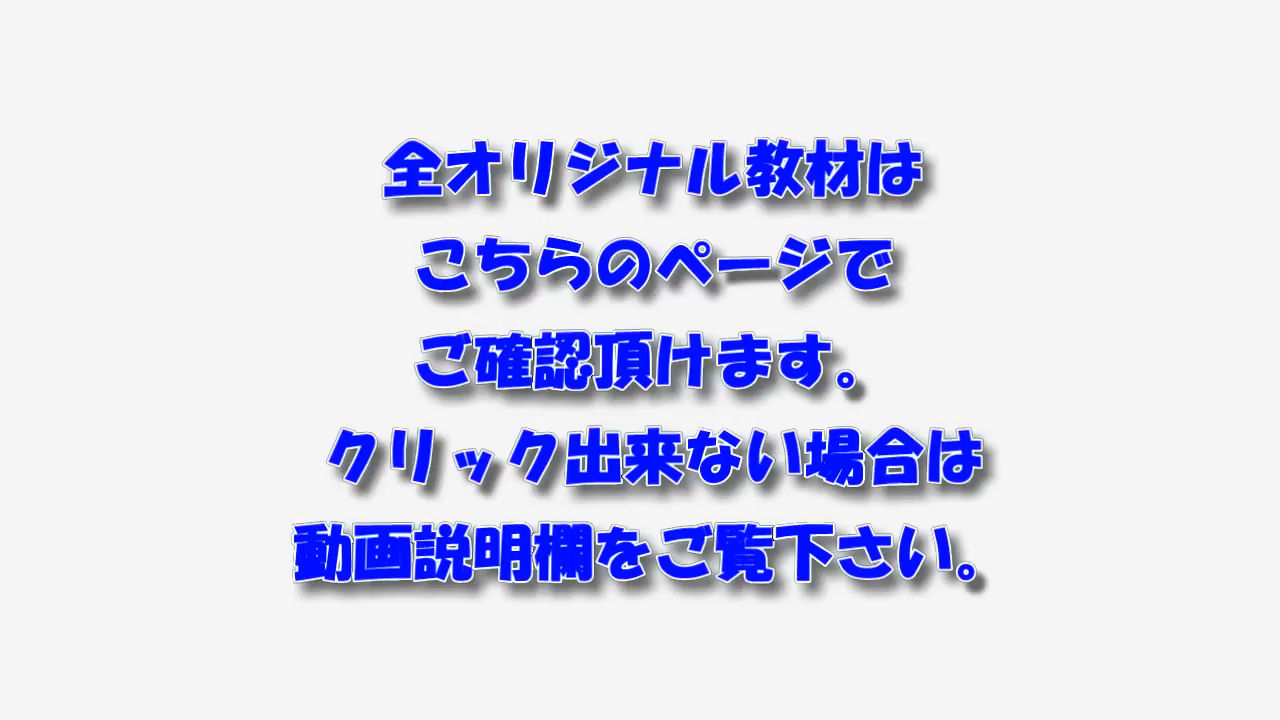 全オリジナル教材は
こちらのページで
ご確認頂けます。
クリック出来ない場合は
動画説明欄をご覧下さい。